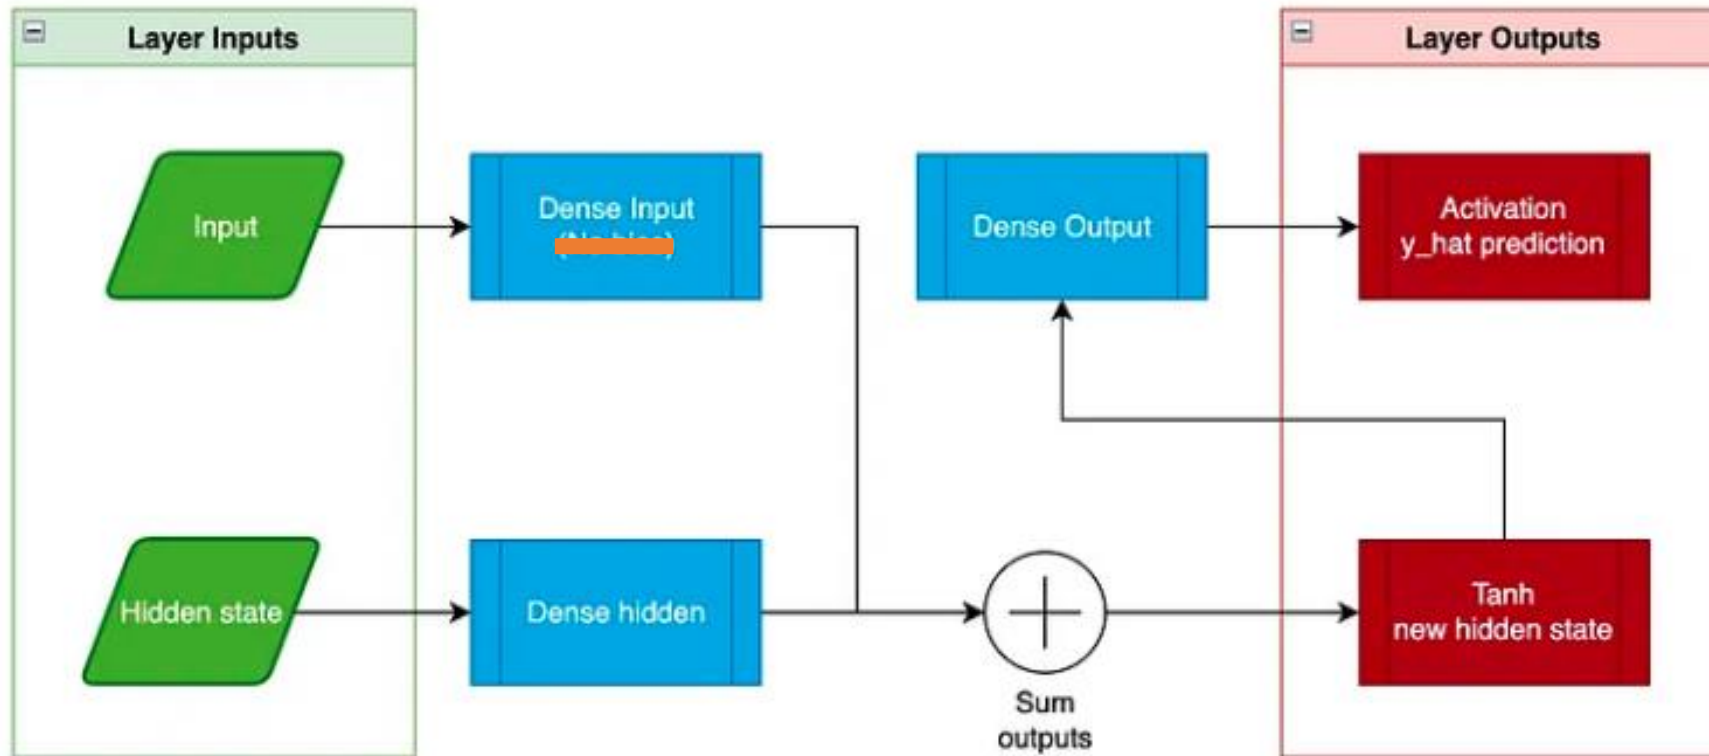 Layer Inputs
Layer Outputs
Input
Dense Input
Dense Output
Activation
y_hat prediction
Hidden state
Dense hidden
Sum
outputs
Tanh
new hidden state